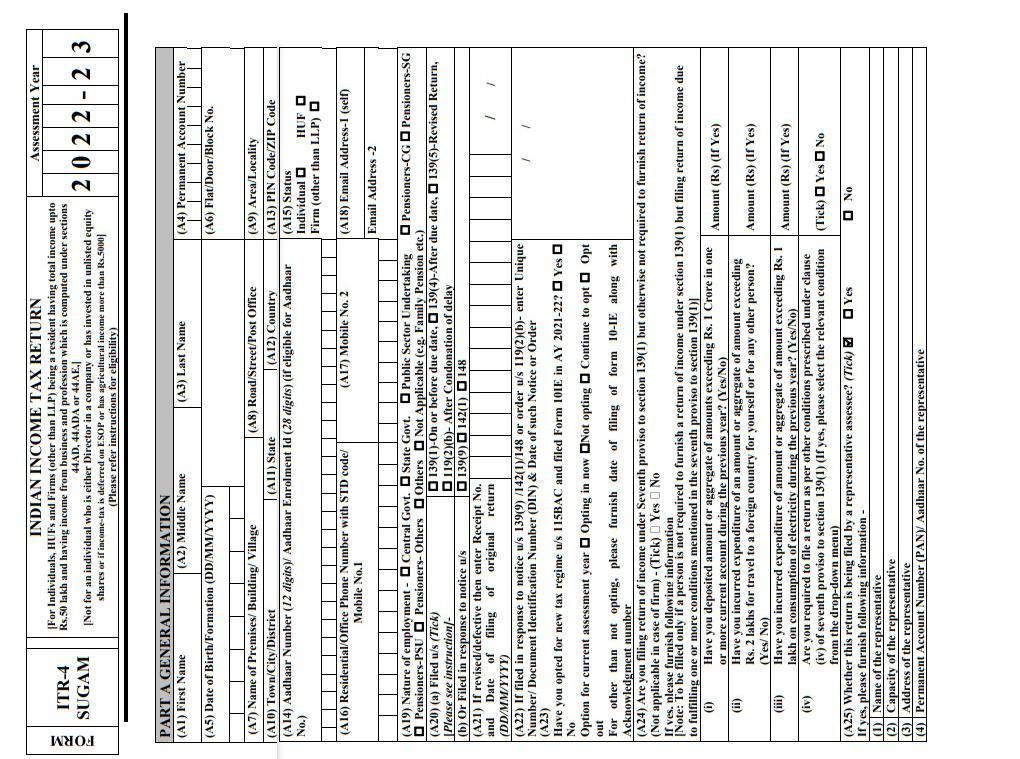 FORM
ITR-4
SUGAM
INDIAN INCOME TAX RETURN
[For Individuals, HUFs and Firms (other than LLP) being a resident having total income upto
Rs.50 lakh and having income from business and profession which is computed under sections
44AD, 44ADA or 44AE,]
[Not for an individual who is either Director in a company or has invested in unlisted equity
shares or if income-tax is deferred on ESOP or has agricultural income more than Rs.5000]
(Please refer instructions for eligibility)
Assessment Year
2 0 2 2 - 2 3
PART A GENERAL INFORMATION
(A1) First Name (A2) Middle Name (A3) Last Name (A4) Permanent Account Number
(A5) Date of Birth/Formation (DD/MM/YYYY) (A6) Flat/Door/Block No.
(A7) Name of Premises/ Building/ Village (A8) Road/Street/Post Office (A9) Area/Locality
(A10) Town/City/District (A11) State (A12) Country (A13) PIN Code/ZIP Code
(A14) Aadhaar Number (12 digits)/ Aadhaar Enrolment Id (28 digits) (if eligible for Aadhaar
No.)
(A15) Status
Individual ☐ HUF ☐
Firm (other than LLP) ☐
(A16) Residential/Office Phone Number with STD code/
Mobile No.1
(A17) Mobile No. 2
(A18) Email Address-1 (self)
Email Address -2
(A19) Nature of employment - ☐ Central Govt. ☐ State Govt. ☐ Public Sector Undertaking ☐ Pensioners-CG ☐ Pensioners-SG
☐ Pensioners-PSU ☐ Pensioners- Others ☐ Others ☐ Not Applicable (e.g. Family Pension etc.)
(A20) (a) Filed u/s (Tick)
[Please see instruction]-
☐ 139(1)-On or before due date, ☐ 139(4)-After due date, ☐ 139(5)-Revised Return,
☐ 119(2)(b)- After Condonation of delay
(b) Or Filed in response to notice u/s ☐ 139(9) ☐ 142(1) ☐ 148
(A21) If revised/defective then enter Receipt No.
and Date of filing of original return
(DD/MM/YYYY)
/ /
(A22) If filed in response to notice u/s 139(9) /142(1)/148 or order u/s 119(2)(b)- enter Unique
Number/ Document Identification Number (DIN) & Date of such Notice or Order
/ /
(A23)
Have you opted for new tax regime u/s 115BAC and filed Form 10IE in AY 2021-22? ☐ Yes ☐
No
Option for current assessment year ☐ Opting in now ☐Not opting ☐ Continue to opt ☐ Opt
out
For other than not opting, please furnish date of filing of form 10-IE along with
Acknowledgment number
(A24) Are you filing return of income under Seventh proviso to section 139(1) but otherwise not required to furnish return of income?
(Not applicable in case of firm) - (Tick) ☐ Yes ☐ No
If yes, please furnish following information
[Note: To be filled only if a person is not required to furnish a return of income under section 139(1) but filing return of income due
to fulfilling one or more conditions mentioned in the seventh proviso to section 139(1)]
(i) Have you deposited amount or aggregate of amounts exceeding Rs. 1 Crore in one
or more current account during the previous year? (Yes/No)
Amount (Rs) (If Yes)
(ii) Have you incurred expenditure of an amount or aggregate of amount exceeding
Rs. 2 lakhs for travel to a foreign country for yourself or for any other person?
(Yes/ No)
Amount (Rs) (If Yes)
(iii) Have you incurred expenditure of amount or aggregate of amount exceeding Rs. 1
lakh on consumption of electricity during the previous year? (Yes/No)
Amount (Rs) (If Yes)
(iv) Are you required to file a return as per other conditions prescribed under clause
(iv) of seventh proviso to section 139(1) (If yes, please select the relevant condition
from the drop-down menu)
(Tick) ☐ Yes ☐ No
(A25) Whether this return is being filed by a representative assessee? (Tick) ☑ ☐ Yes ☐ No
If yes, please furnish following information -
(1) Name of the representative
(2) Capacity of the representative
(3) Address of the representative
(4) Permanent Account Number (PAN)/ Aadhaar No. of the representative